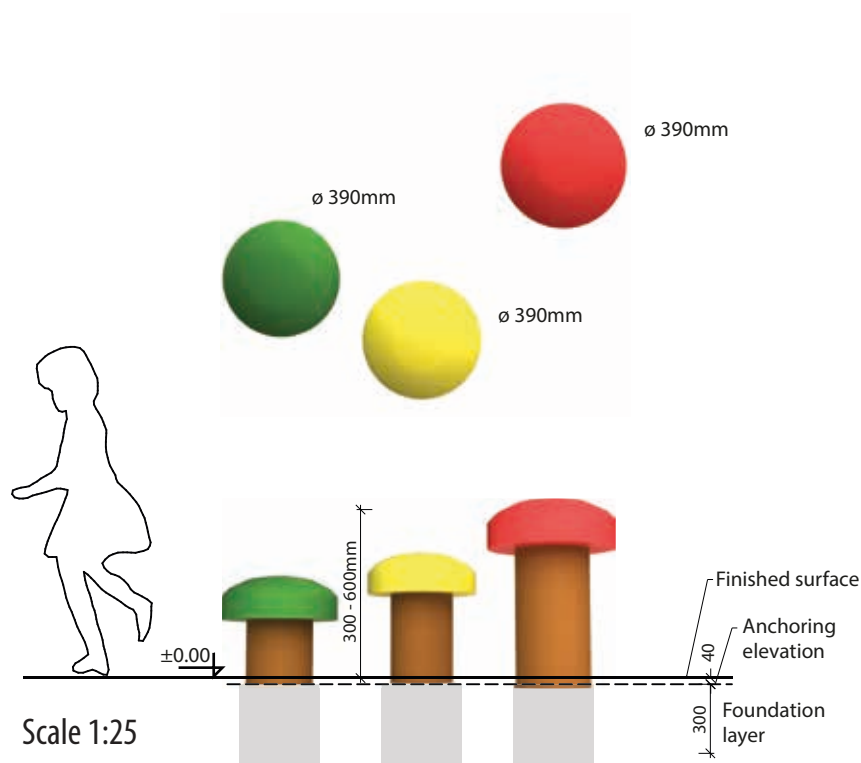 ø 390mm
ø 390mm
ø 390mm
300 - 600mm
Finished surface
Anchoring
elevation
±0.00
40
300
Foundation
layer
Scale 1:25